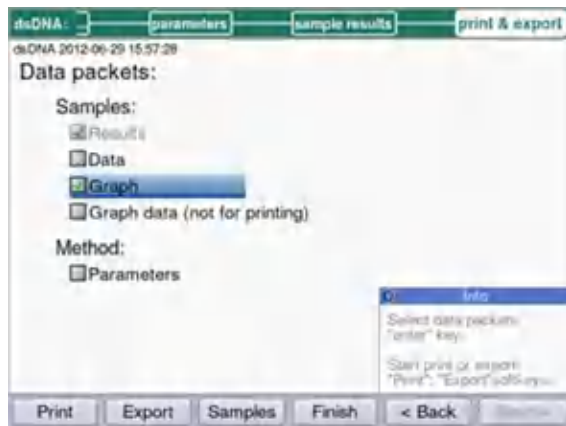 dsDNA: parameters sample results print & export
dsDNA 2012-06-29 15:57:28
Data packets:
Samples:
Results
Data
Graph
Graph data (not for printing)
Method:
Parameters
Info
Select data packets:
"enter" key.
Start print or export:
"Print", "Export" softkeys.
Print Export Samples Finish < Back